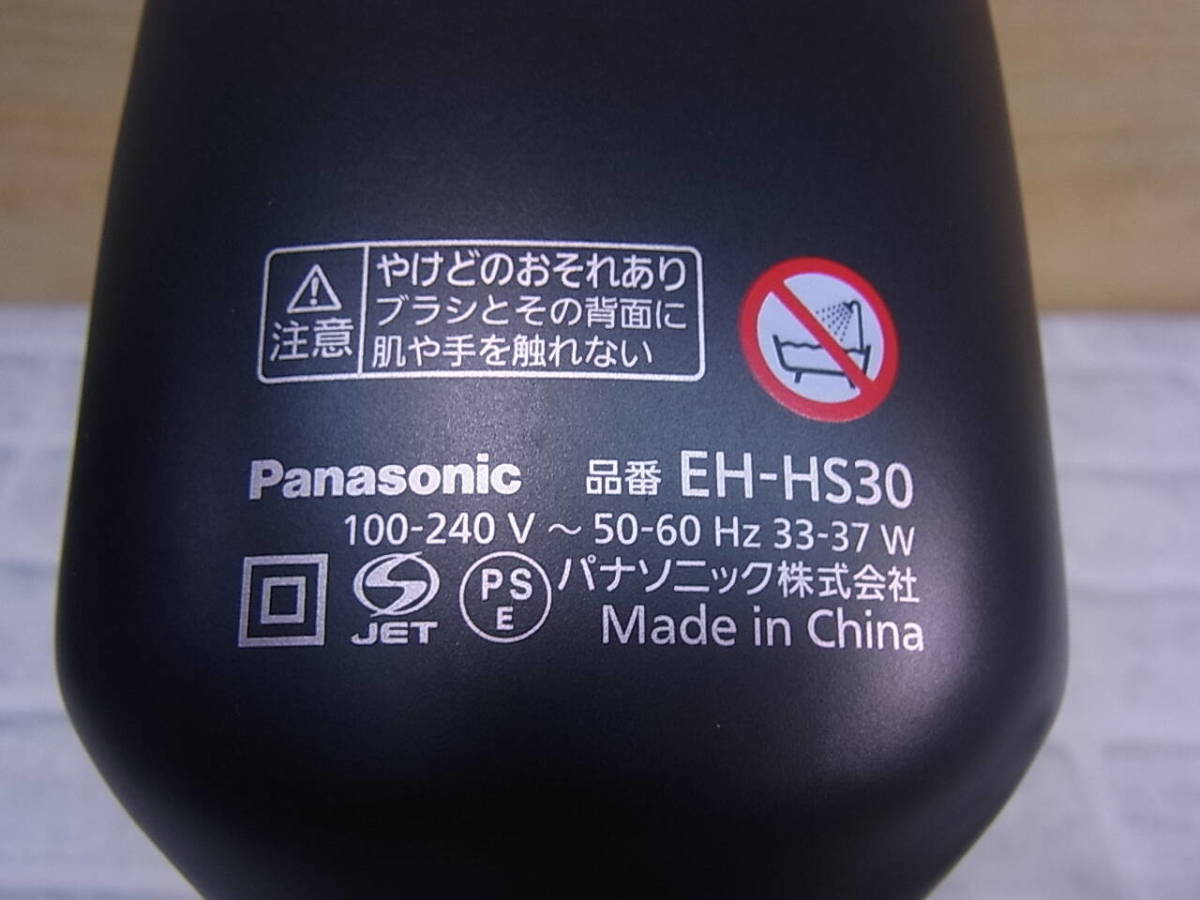 注意
やけどのおそれあり
ブラシとその背面に
肌や手を触れない
Panasonic 品番 EH-HS30
100-240 V ～ 50-60 Hz 33-37 W
JET PS E パナソニック株式会社
Made in China